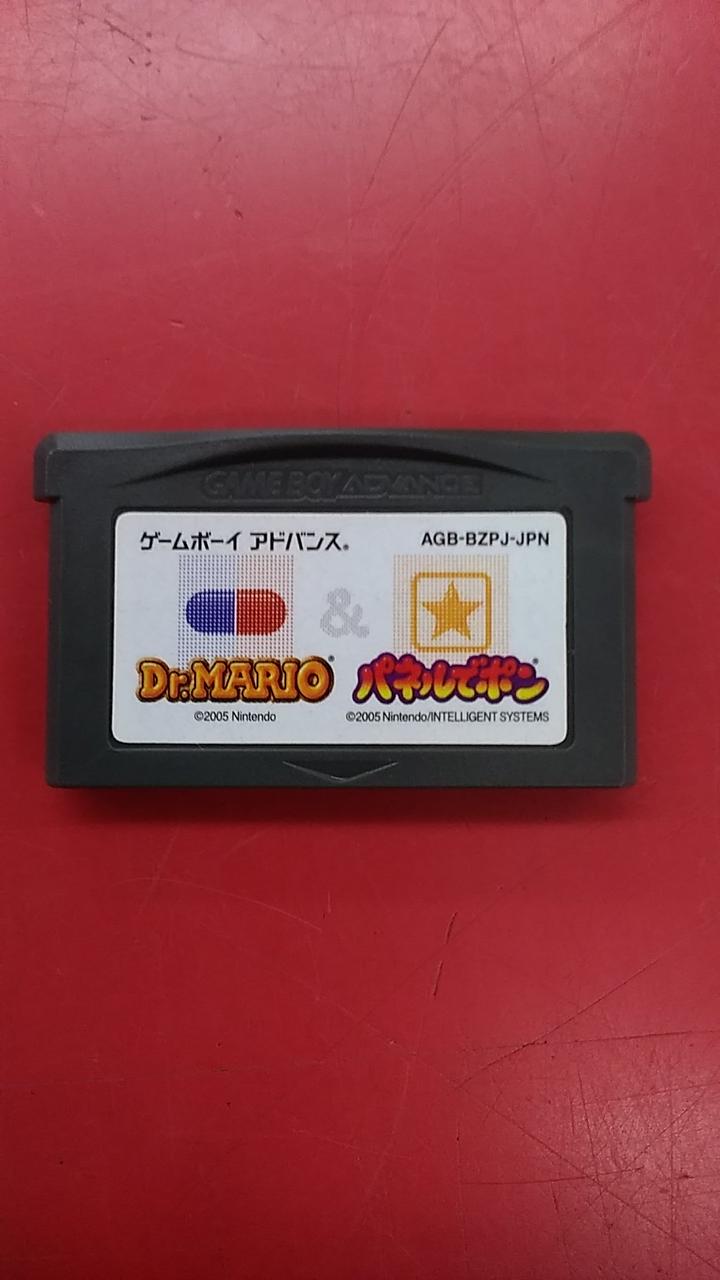 GAME BOY ADVANCE
ゲームボーイ アドバンス®
AGB-BZPJ-JPN
&
Dr.MARIO®
パネルでポン®
©2005 Nintendo
©2005 Nintendo/INTELLIGENT SYSTEMS